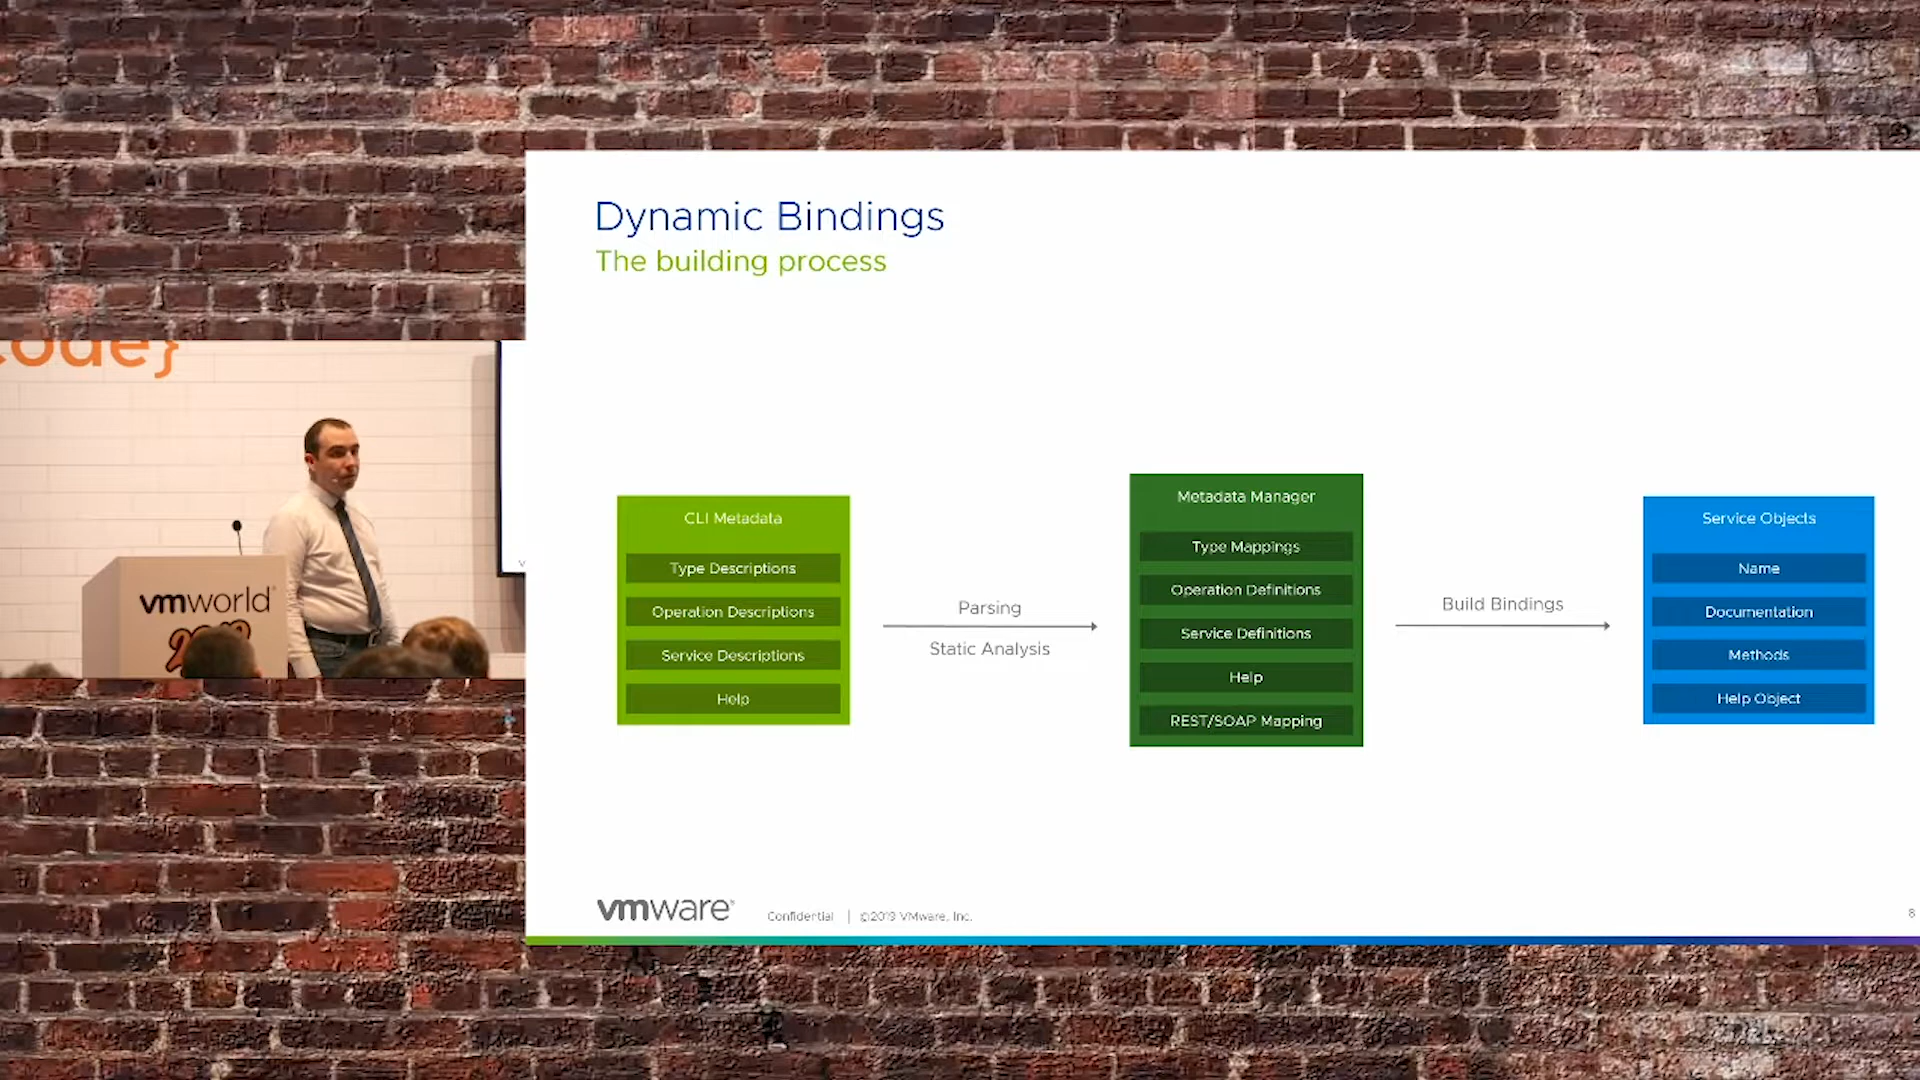 Dynamic Bindings
The building process
code}
vmworld
CLI Metadata
Type Descriptions
Operation Descriptions
Service Descriptions
Help
Parsing
Static Analysis
Metadata Manager
Type Mappings
Operation Definitions
Service Definitions
Help
REST/SOAP Mapping
Build Bindings
Service Objects
Name
Documentation
Methods
Help Object
vmware®
Confidential | ©2019 VMware, Inc.
8